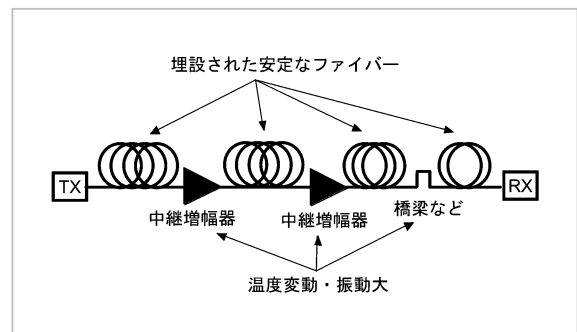 埋設された安定なファイバー
TX
RX
中継増幅器
中継増幅器
橋梁など
温度変動・振動大